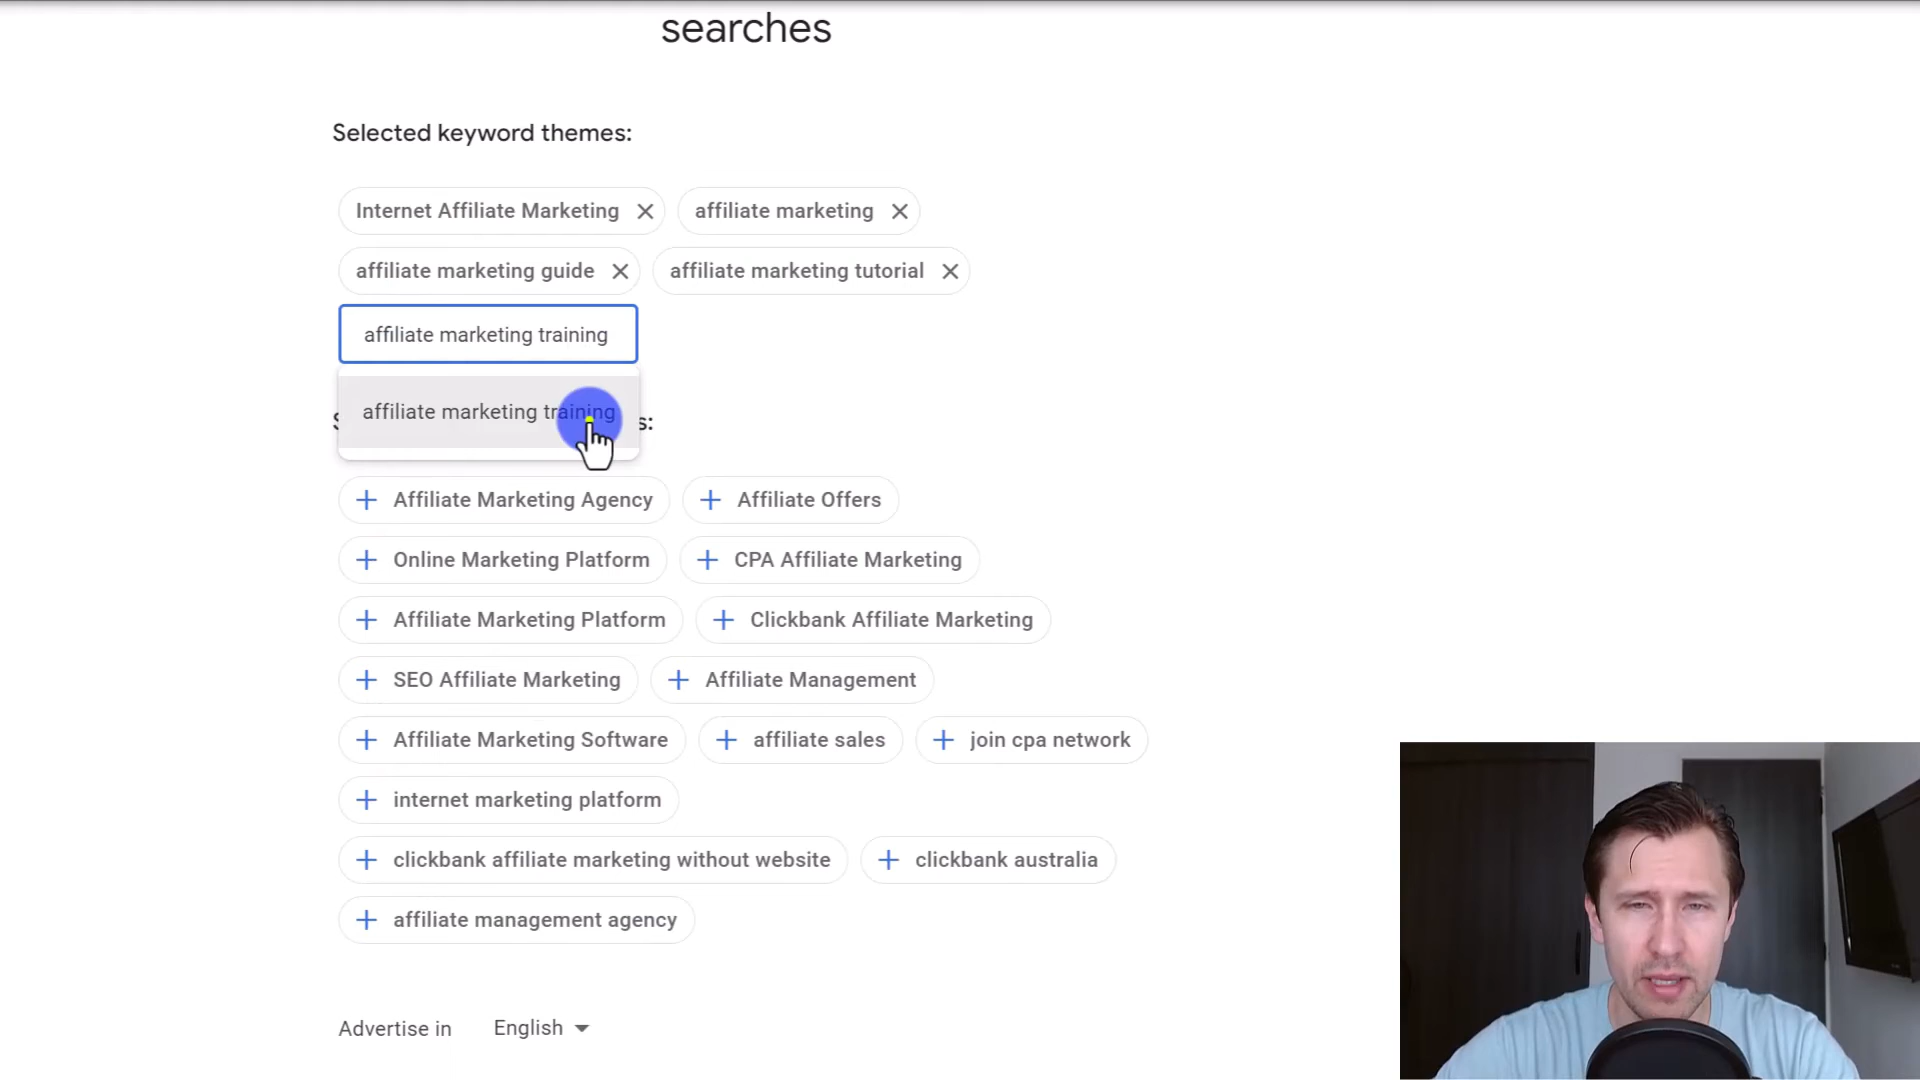 searches
Selected keyword themes:
Internet Affiliate Marketing affiliate marketing
affiliate marketing guide affiliate marketing tutorial
affiliate marketing training
affiliate marketing training
S s:
Affiliate Marketing Agency Affiliate Offers
Online Marketing Platform CPA Affiliate Marketing
Affiliate Marketing Platform Clickbank Affiliate Marketing
SEO Affiliate Marketing Affiliate Management
Affiliate Marketing Software affiliate sales join cpa network
internet marketing platform
clickbank affiliate marketing without website clickbank australia
affiliate management agency
Advertise in English